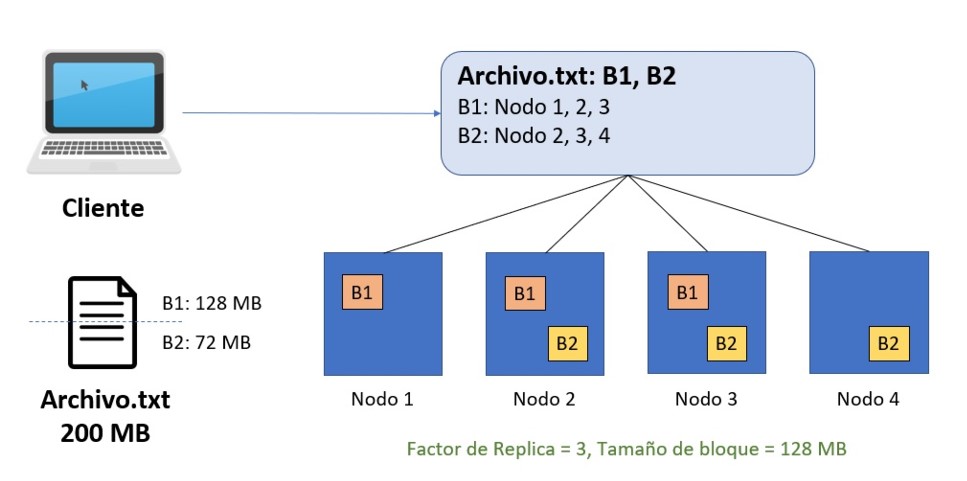 Archivo.txt: B1, B2
B1: Nodo 1, 2, 3
B2: Nodo 2, 3, 4
Cliente
B1: 128 MB
B2: 72 MB
Archivo.txt
200 MB
B1
B1
B2
B1
B2
B2
Nodo 1
Nodo 2
Nodo 3
Nodo 4
Factor de Replica = 3, Tamaño de bloque = 128 MB